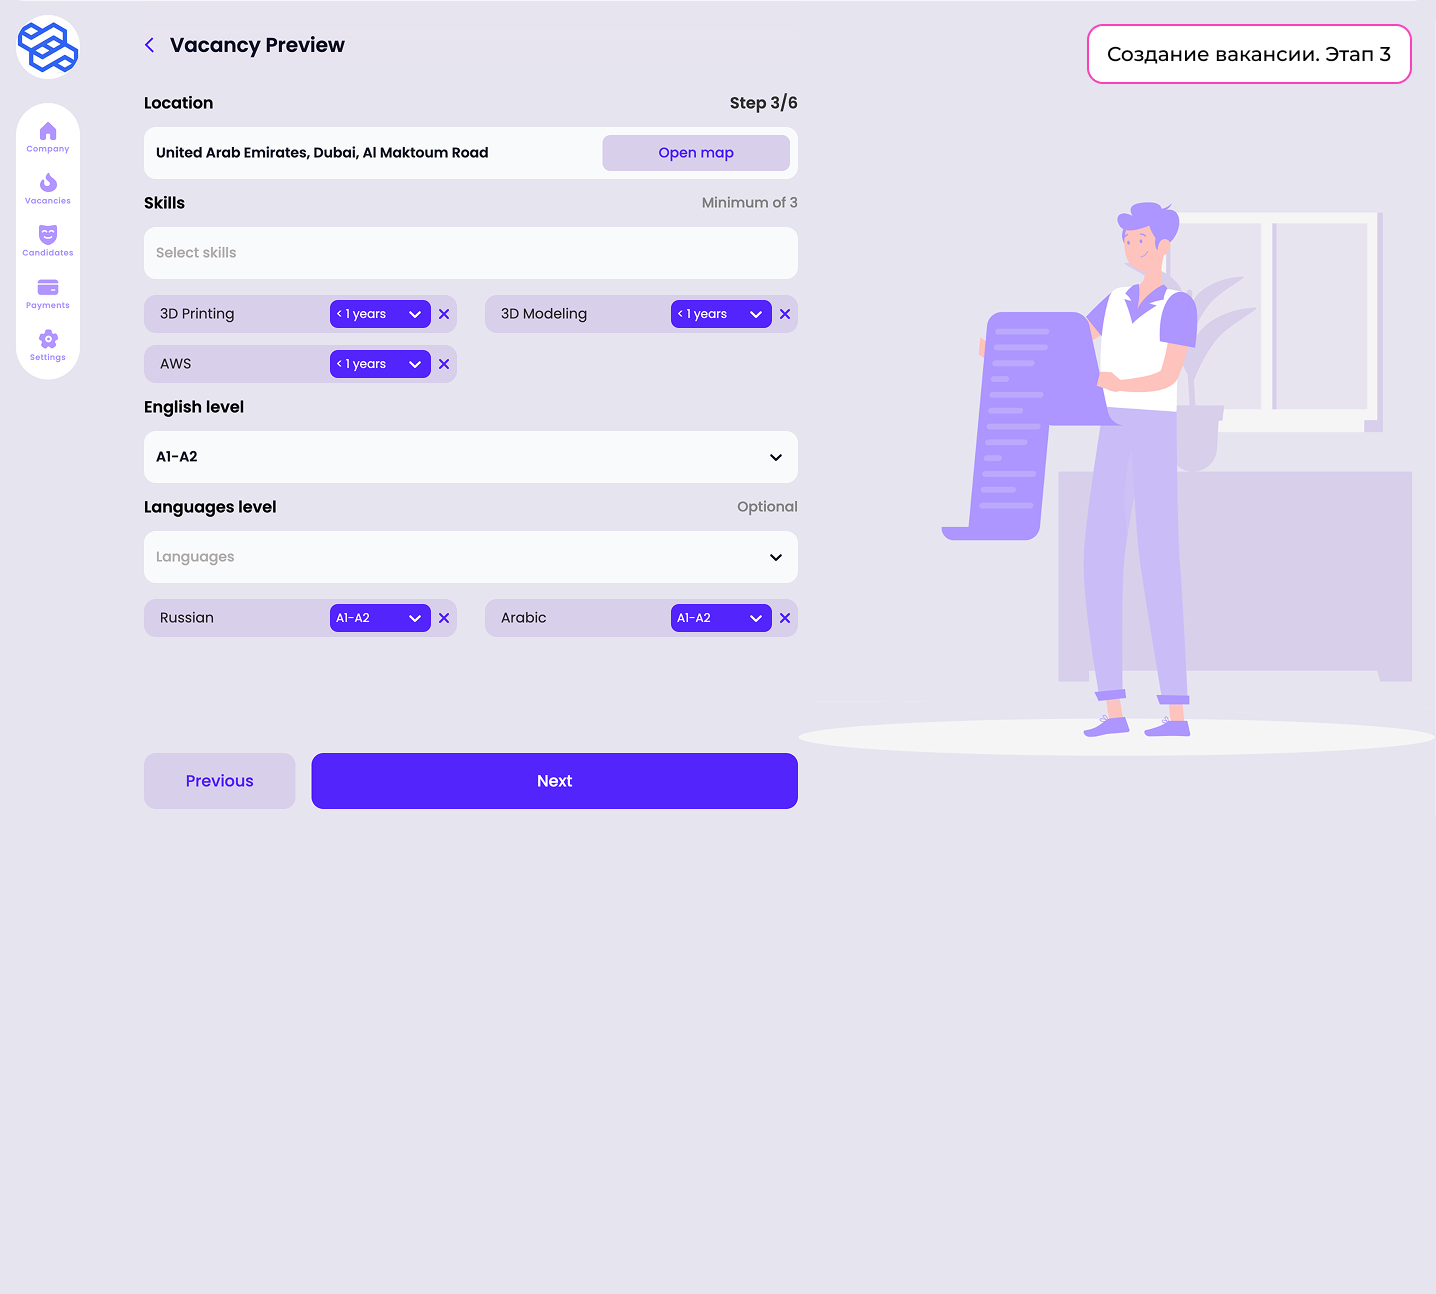 Vacancy Preview
Создание вакансии. Этап 3
Company
Vacancies
Candidates
Payments
Settings
Location
Step 3/6
United Arab Emirates, Dubai, Al Maktoum Road
Open map
Skills
Minimum of 3
Select skills
3D Printing
< 1 years
3D Modeling
< 1 years
AWS
< 1 years
English level
A1-A2
Languages level
Optional
Languages
Russian
A1-A2
Arabic
A1-A2
Previous
Next